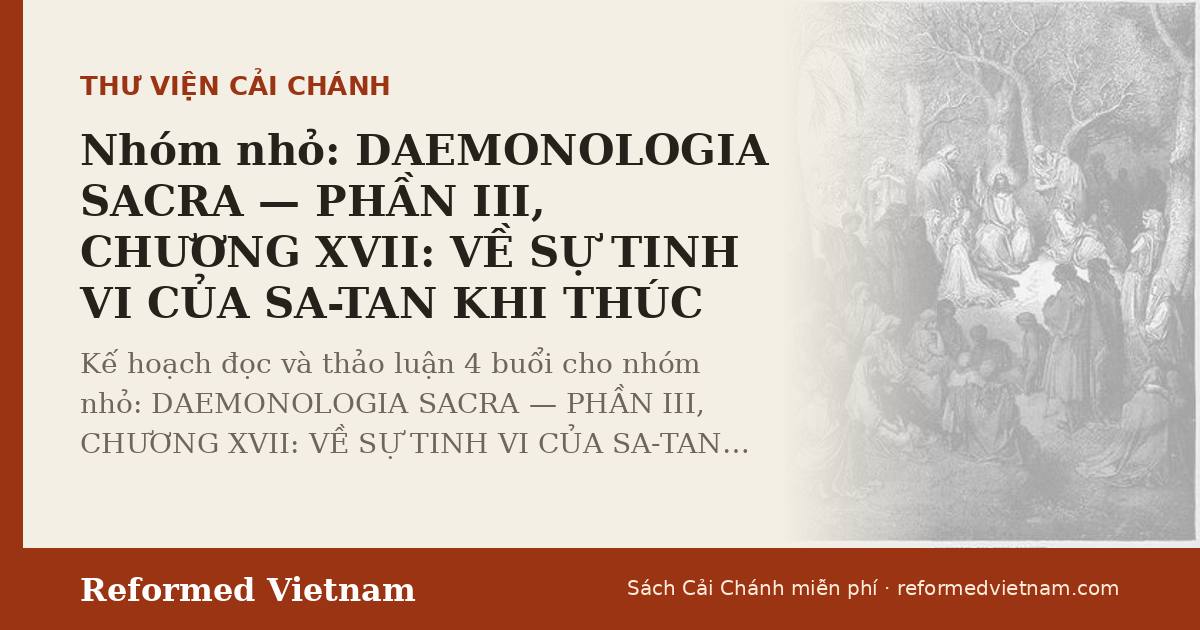 THƯ VIỆN CẢI CHÁNH
Nhóm nhỏ: DAEMONOLOGIA
SACRA — PHẦN III,
CHƯƠNG XVII: VỀ SỰ TINH
VI CỦA SA-TAN KHI THÚC
Kế hoạch đọc và thảo luận 4 buổi cho nhóm
nhỏ: DAEMONOLOGIA SACRA — PHẦN III,
CHƯƠNG XVII: VỀ SỰ TINH VI CỦA SA-TAN…
Reformed Vietnam
Sách Cải Chánh miễn phí · reformedvietnam.com